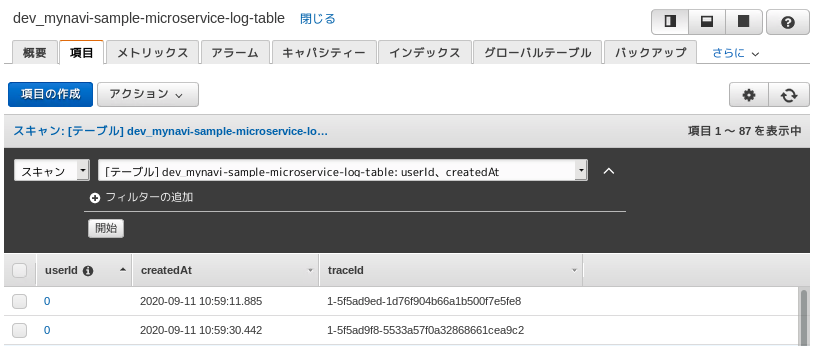 dev_mynavi-sample-microservice-log-table 閉じる
概要 項目 メトリックス アラーム キャパシティー インデックス グローバルテーブル バックアップ さらに
項目の作成 アクション
スキャン: [テーブル] dev_mynavi-sample-microservice-lo… 項目 1 ～ 87 を表示中
スキャン [テーブル] dev_mynavi-sample-microservice-log-table: userId、createdAt
フィルターの追加
開始
userId createdAt traceId
0 2020-09-11 10:59:11.885 1-5f5ad9ed-1d76f904b66a1b500f7e5fe8
0 2020-09-11 10:59:30.442 1-5f5ad9f8-5533a57f0a32868661cea9c2